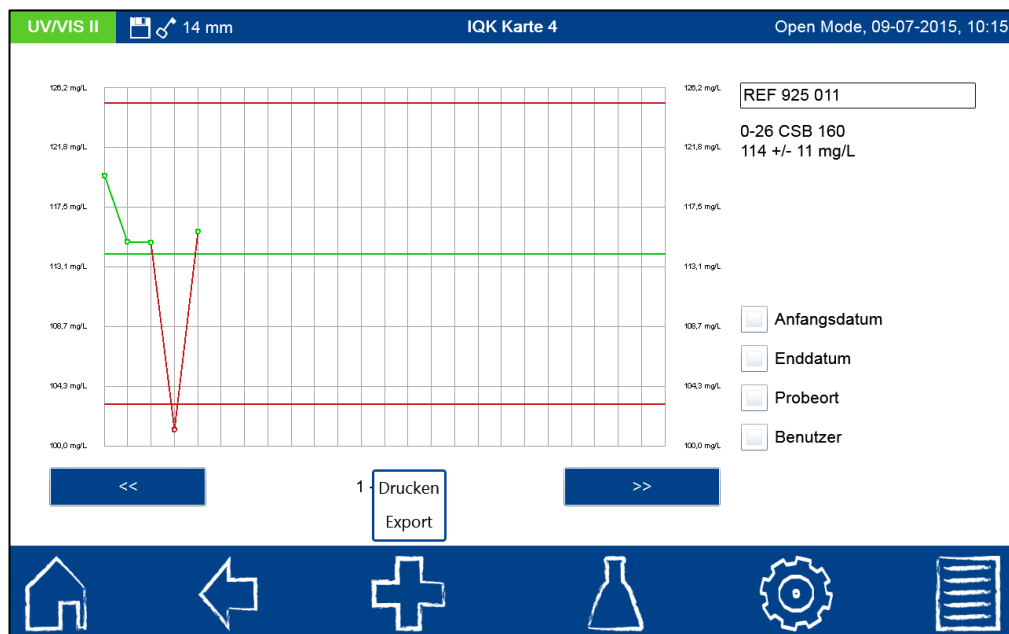 UV/VIS II
14 mm
IQK Karte 4
Open Mode, 09-07-2015, 10:15
126,2 mg/L
121,8 mg/L
117,5 mg/L
113,1 mg/L
108,7 mg/L
104,3 mg/L
100,0 mg/L
126,2 mg/L
121,8 mg/L
117,5 mg/L
113,1 mg/L
108,7 mg/L
104,3 mg/L
100,0 mg/L
REF 925 011
0-26 CSB 160
114 +/- 11 mg/L
Anfangsdatum
Enddatum
Probeort
Benutzer
<<
1 -
Drucken
Export
>>